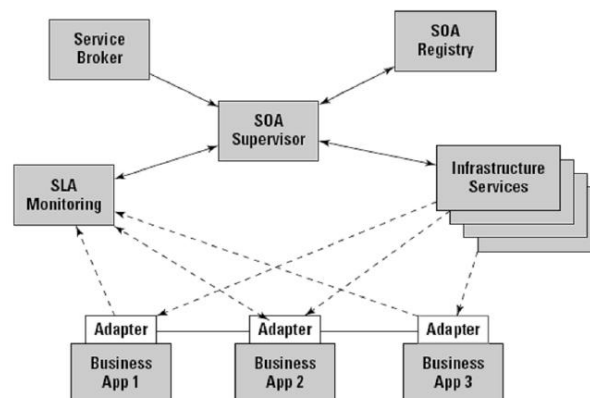 Service
Broker
SOA
Registry
SOA
Supervisor
SLA
Monitoring
Infrastructure
Services
Adapter
Adapter
Adapter
Business
App 1
Business
App 2
Business
App 3